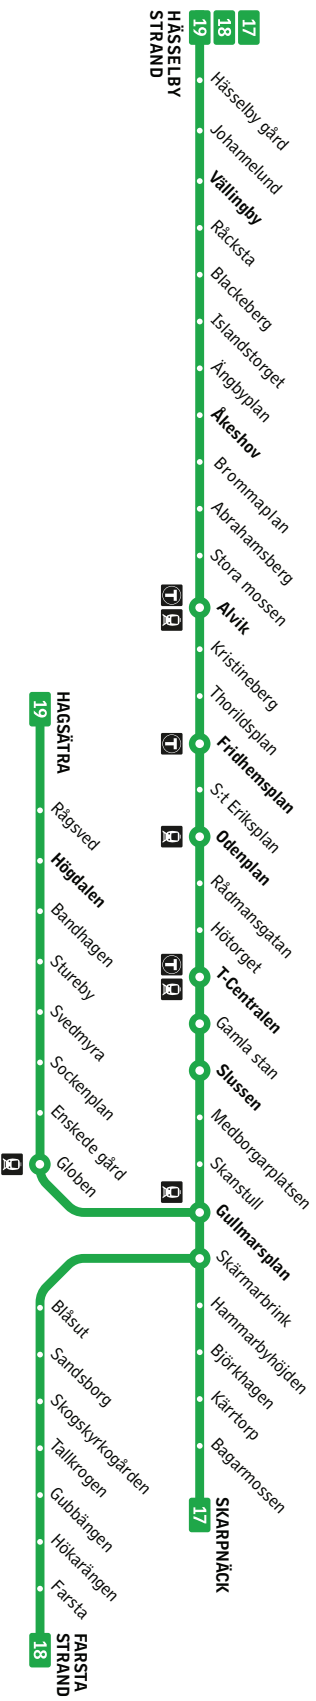 17
18
19
HÄSSELBY
STRAND
Hässelby gård
Johannelund
Vällingby
Råcksta
Blackeberg
Islandstorget
Ängbyplan
Åkeshov
Brommaplan
Abrahamsberg
Stora mossen
Alvik
T
Kristineberg
Thorildsplan
Fridhemsplan
T
S:t Eriksplan
Odenplan
Rådmansgatan
Hötorget
T-Centralen
T
Gamla stan
Slussen
Medborgarplatsen
Skanstull
Gullmarsplan
Skärmarbrink
Hammarbyhöjden
Björkhagen
Kärrtorp
Bagarmossen
17
SKARPNÄCK
19
HAGSÄTRA
Rågsved
Högdalen
Bandhagen
Stureby
Svedmyra
Sockenplan
Enskede gård
Globen
Blåsut
Sandsborg
Skogskyrkogården
Tallkrogen
Gubbängen
Hökarängen
Farsta
18
FARSTA
STRAND